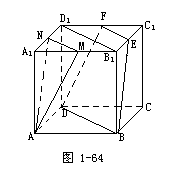 D₁ F C₁
N E
A₁ M B₁
D C
A B
图 1-64